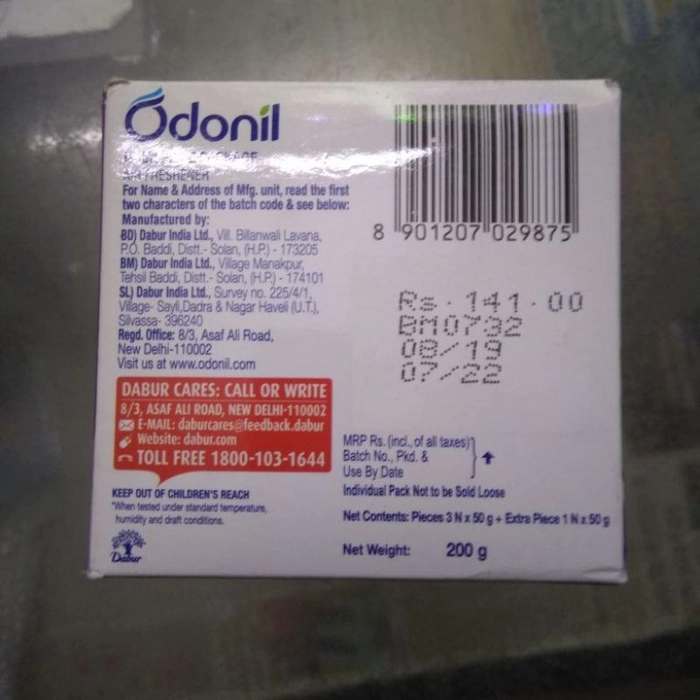 Odonil
AIR FRESHENER
For Name & Address of Mfg. unit, read the first
two characters of the batch code & see below:
Manufactured by:
BD) Dabur India Ltd., Vill. Billanwali Lavana,
P.O. Baddi, Distt.- Solan, (H.P.) - 173205
BM) Dabur India Ltd., Village Manakpur,
Tehsil Baddi, Distt.- Solan, (H.P.) - 174101
SL) Dabur India Ltd., Survey no. 225/4/1,
Village- Sayli,Dadra & Nagar Haveli (U.T.),
Silvassa- 396240
Regd. Office: 8/3, Asaf Ali Road,
New Delhi-110002
Visit us at www.odonil.com
DABUR CARES: CALL OR WRITE
8/3, ASAF ALI ROAD, NEW DELHI-110002
E-MAIL: daburcares@feedback.dabur
Website: dabur.com
TOLL FREE 1800-103-1644
KEEP OUT OF CHILDREN'S REACH
*When tested under standard temperature,
humidity and draft conditions.
Dabur
8 901207 029875
Rs. 141.00
BM0732
08/19
07/22
MRP Rs. (incl., of all taxes)
Batch No., Pkd. &
Use By Date
Individual Pack Not to be Sold Loose
Net Contents: Pieces 3 N x 50 g + Extra Piece 1 N x 50 g
Net Weight: 200 g